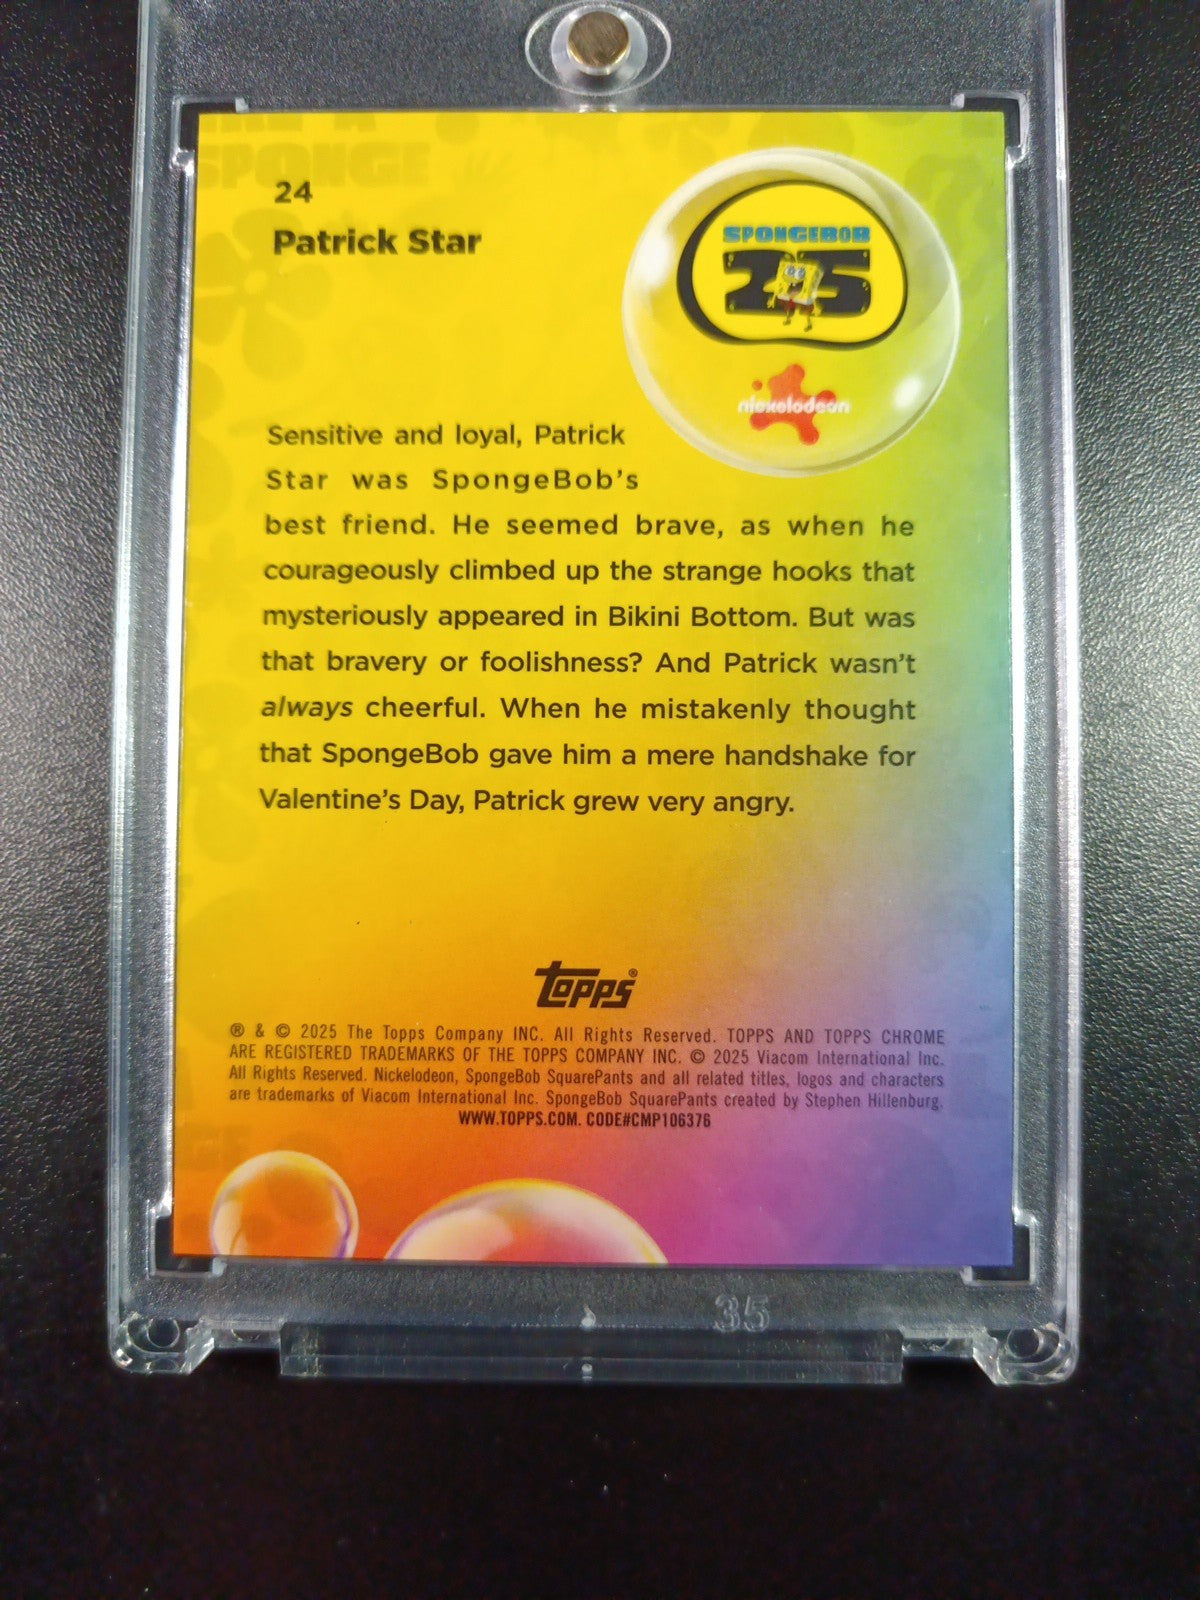 SPONGE
24
Patrick Star
SPONGEBOB
25
nickelodeon
Sensitive and loyal, Patrick
Star was SpongeBob's
best friend. He seemed brave, as when he
courageously climbed up the strange hooks that
mysteriously appeared in Bikini Bottom. But was
that bravery or foolishness? And Patrick wasn't
always cheerful. When he mistakenly thought
that SpongeBob gave him a mere handshake for
Valentine's Day, Patrick grew very angry.
topps®
® & © 2025 The Topps Company INC. All Rights Reserved. TOPPS AND TOPPS CHROME
ARE REGISTERED TRADEMARKS OF THE TOPPS COMPANY INC. © 2025 Viacom International Inc.
All Rights Reserved. Nickelodeon, SpongeBob SquarePants and all related titles, logos and characters
are trademarks of Viacom International Inc. SpongeBob SquarePants created by Stephen Hillenburg.
WWW.TOPPS.COM. CODE#CMP106376
35